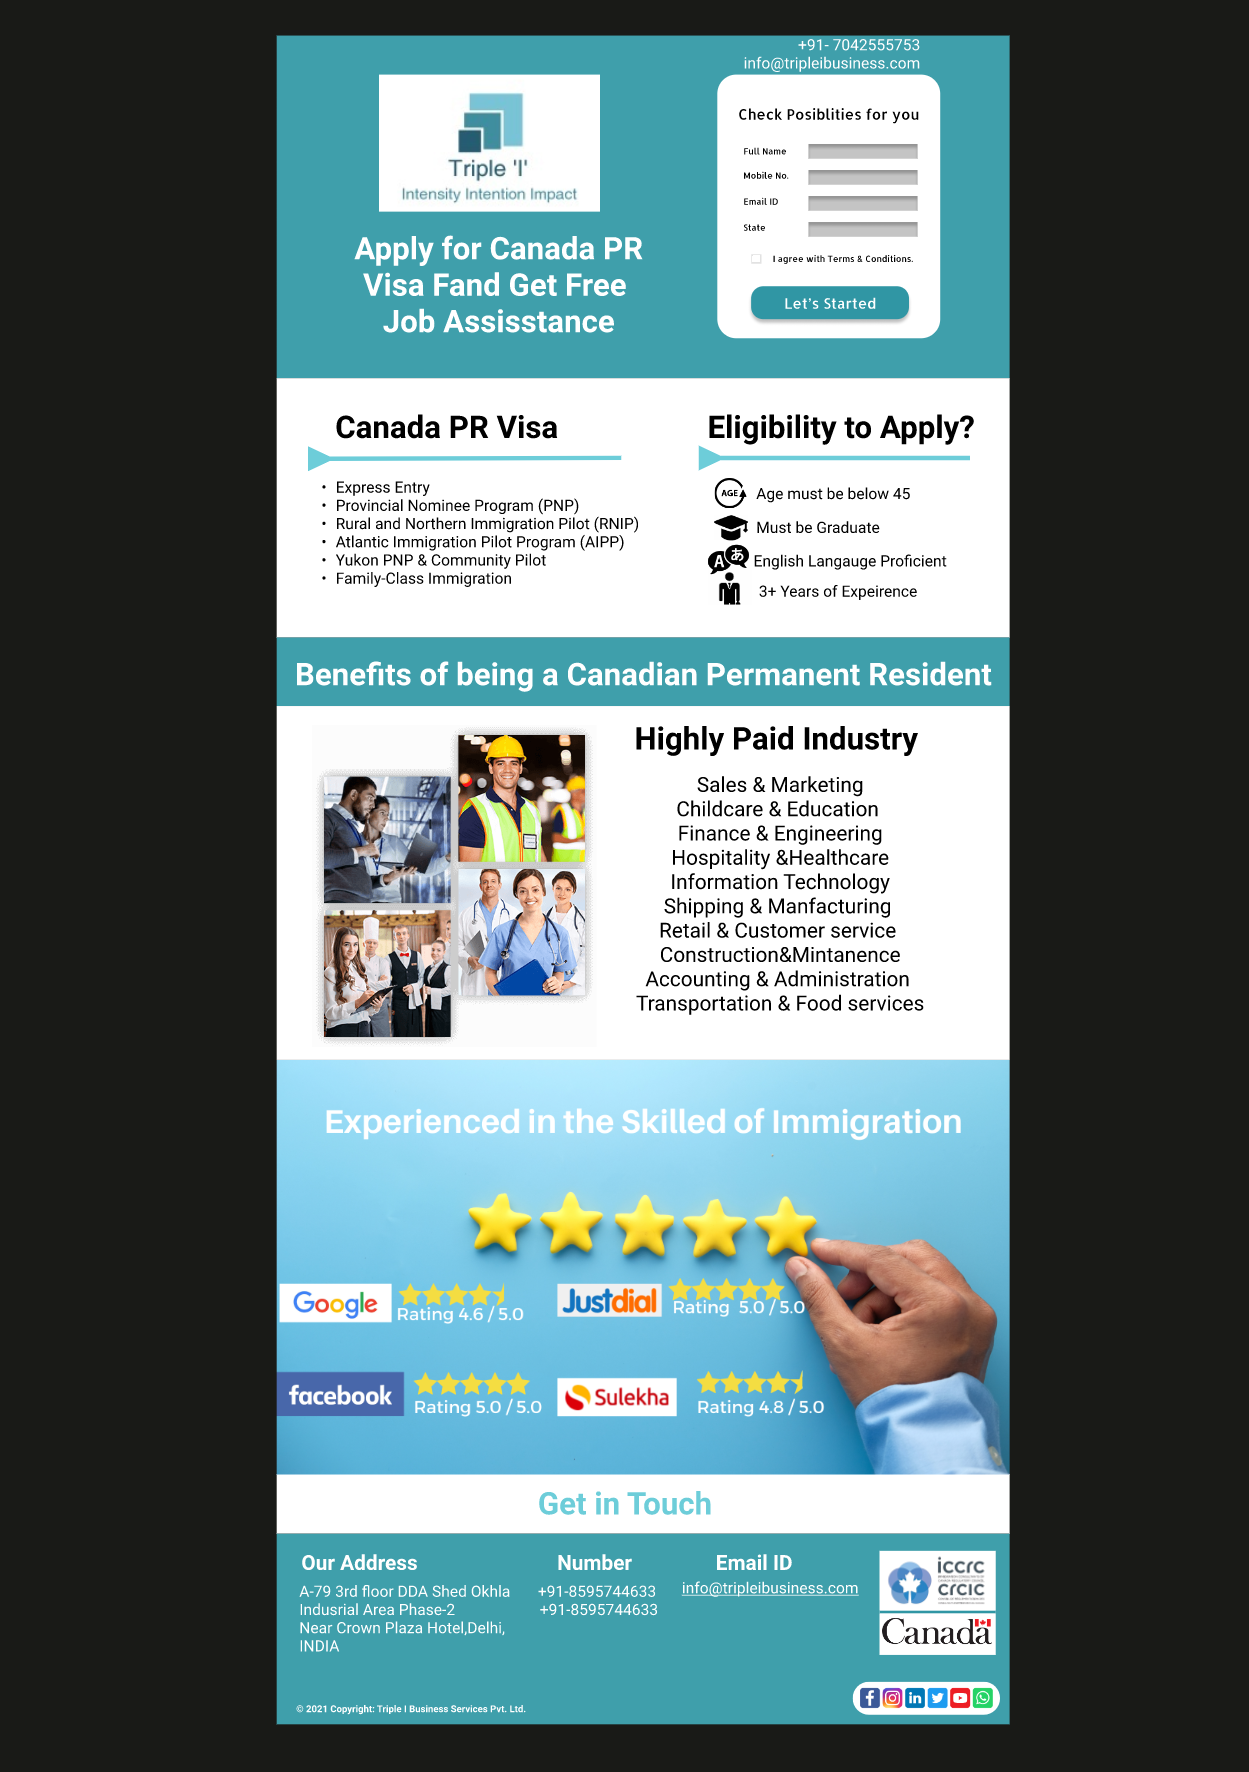 +91- 7042555753
info@tripleibusiness.com
Triple 'I'
Intensity Intention Impact
Apply for Canada PR
Visa Fand Get Free
Job Assisstance
Check Posiblities for you
Full Name
Mobile No.
Email ID
State
I agree with Terms & Conditions.
Let's Started
Canada PR Visa
• Express Entry
• Provincial Nominee Program (PNP)
• Rural and Northern Immigration Pilot (RNIP)
• Atlantic Immigration Pilot Program (AIPP)
• Yukon PNP & Community Pilot
• Family-Class Immigration
Eligibility to Apply?
AGE
Age must be below 45
Must be Graduate
A あ
English Langauge Proficient
3+ Years of Expeirence
Benefits of being a Canadian Permanent Resident
Highly Paid Industry
Sales & Marketing
Childcare & Education
Finance & Engineering
Hospitality &Healthcare
Information Technology
Shipping & Manfacturing
Retail & Customer service
Construction&Mintanence
Accounting & Administration
Transportation & Food services
Experienced in the Skilled of Immigration
Google
Rating 4.6 / 5.0
Justdial
Rating 5.0 / 5.0
facebook
Rating 5.0 / 5.0
Sulekha
Rating 4.8 / 5.0
Get in Touch
Our Address
A-79 3rd floor DDA Shed Okhla
Indusrial Area Phase-2
Near Crown Plaza Hotel,Delhi,
INDIA
Number
+91-8595744633
+91-8595744633
Email ID
info@tripleibusiness.com
iccrc
crcic
Canada
© 2021 Copyright: Triple I Business Services Pvt. Ltd.